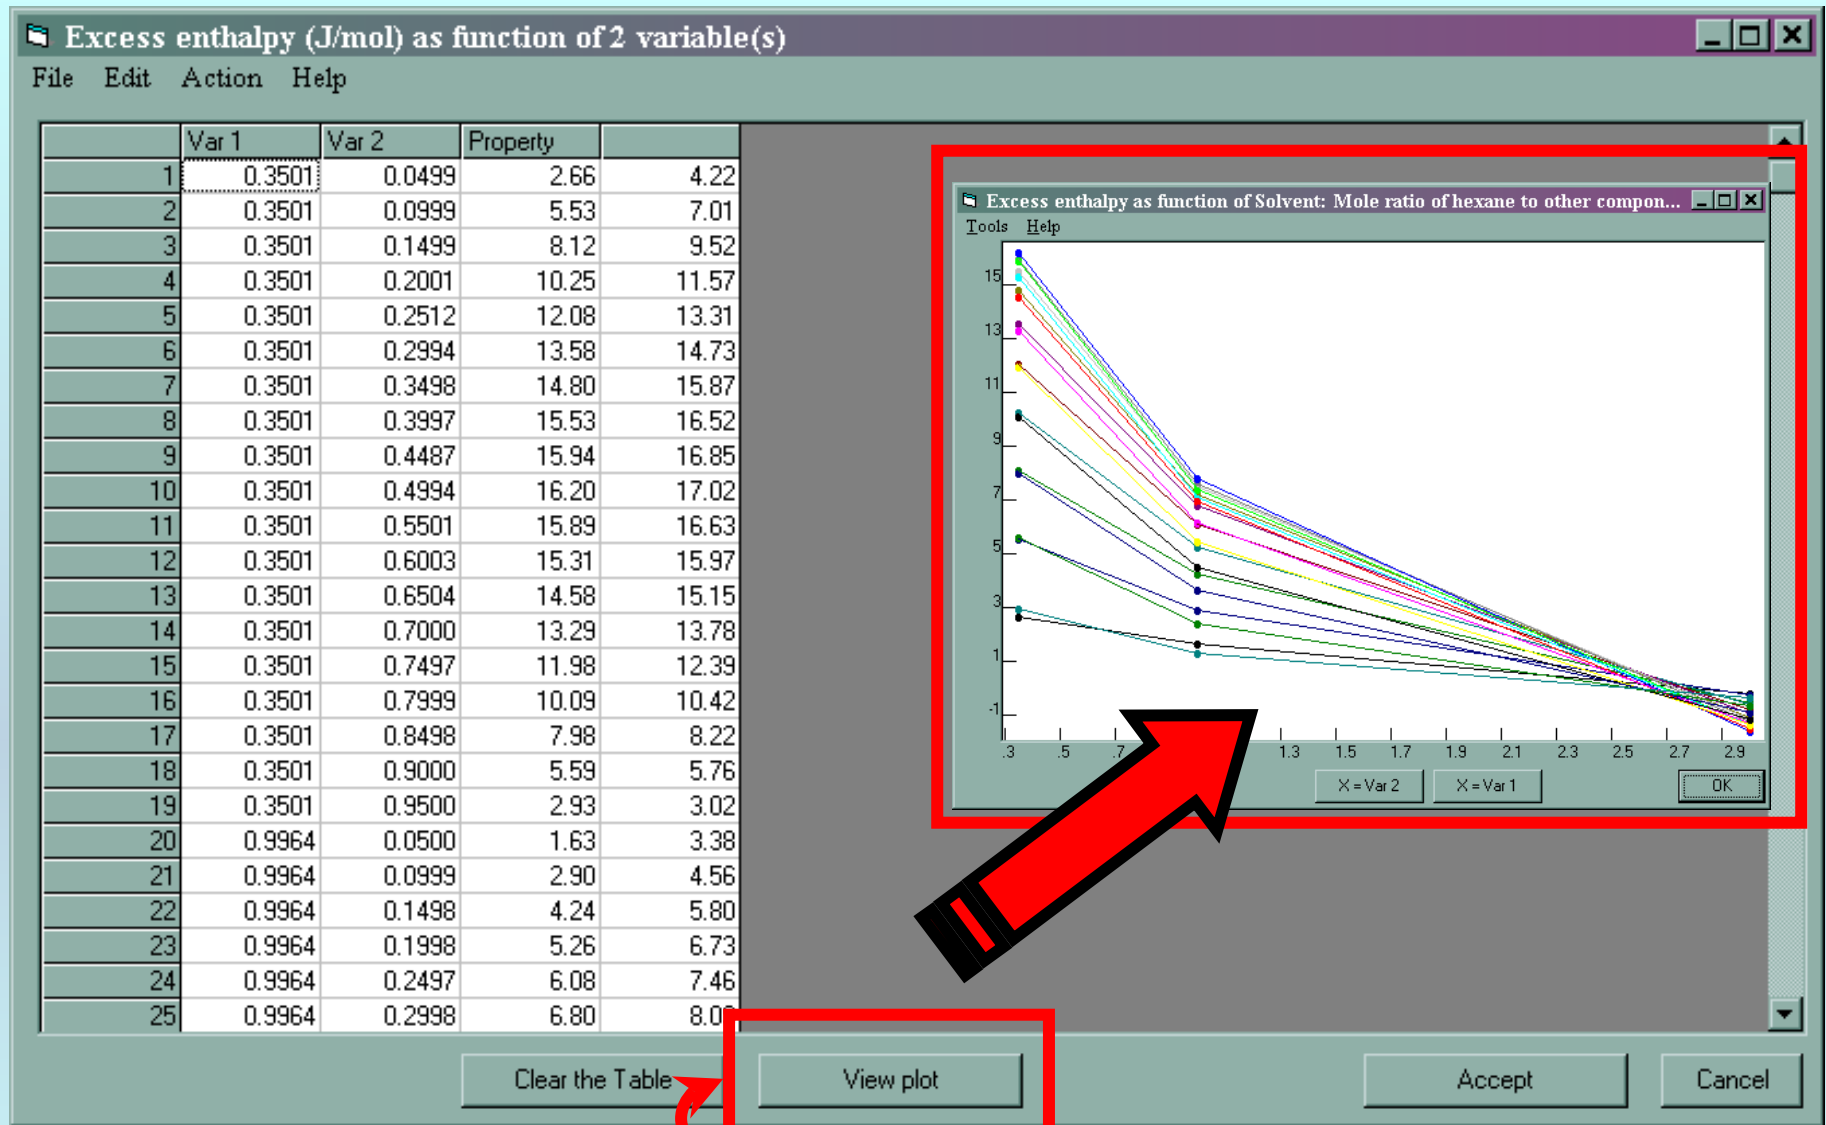 Excess enthalpy (J/mol) as function of 2 variable(s)
File Edit Action Help
Var 1 Var 2 Property
1 0.3501 0.0499 2.66 4.22
2 0.3501 0.0999 5.53 7.01
3 0.3501 0.1499 8.12 9.52
4 0.3501 0.2001 10.25 11.57
5 0.3501 0.2512 12.08 13.31
6 0.3501 0.2994 13.58 14.73
7 0.3501 0.3498 14.80 15.87
8 0.3501 0.3997 15.53 16.52
9 0.3501 0.4487 15.94 16.85
10 0.3501 0.4994 16.20 17.02
11 0.3501 0.5501 15.89 16.63
12 0.3501 0.6003 15.31 15.97
13 0.3501 0.6504 14.58 15.15
14 0.3501 0.7000 13.29 13.78
15 0.3501 0.7497 11.98 12.39
16 0.3501 0.7999 10.09 10.42
17 0.3501 0.8498 7.98 8.22
18 0.3501 0.9000 5.59 5.76
19 0.3501 0.9500 2.93 3.02
20 0.9964 0.0500 1.63 3.38
21 0.9964 0.0999 2.90 4.56
22 0.9964 0.1498 4.24 5.80
23 0.9964 0.1998 5.26 6.73
24 0.9964 0.2497 6.08 7.46
25 0.9964 0.2998 6.80
Excess enthalpy as function of Solvent: Mole ratio of hexane to other compon...
Tools Help
15
13
11
9
7
5
3
1
-1
.3 .5 .7 1.3 1.5 1.7 1.9 2.1 2.3 2.5 2.7 2.9
X = Var 2 X = Var 1 OK
Clear the Table View plot Accept Cancel